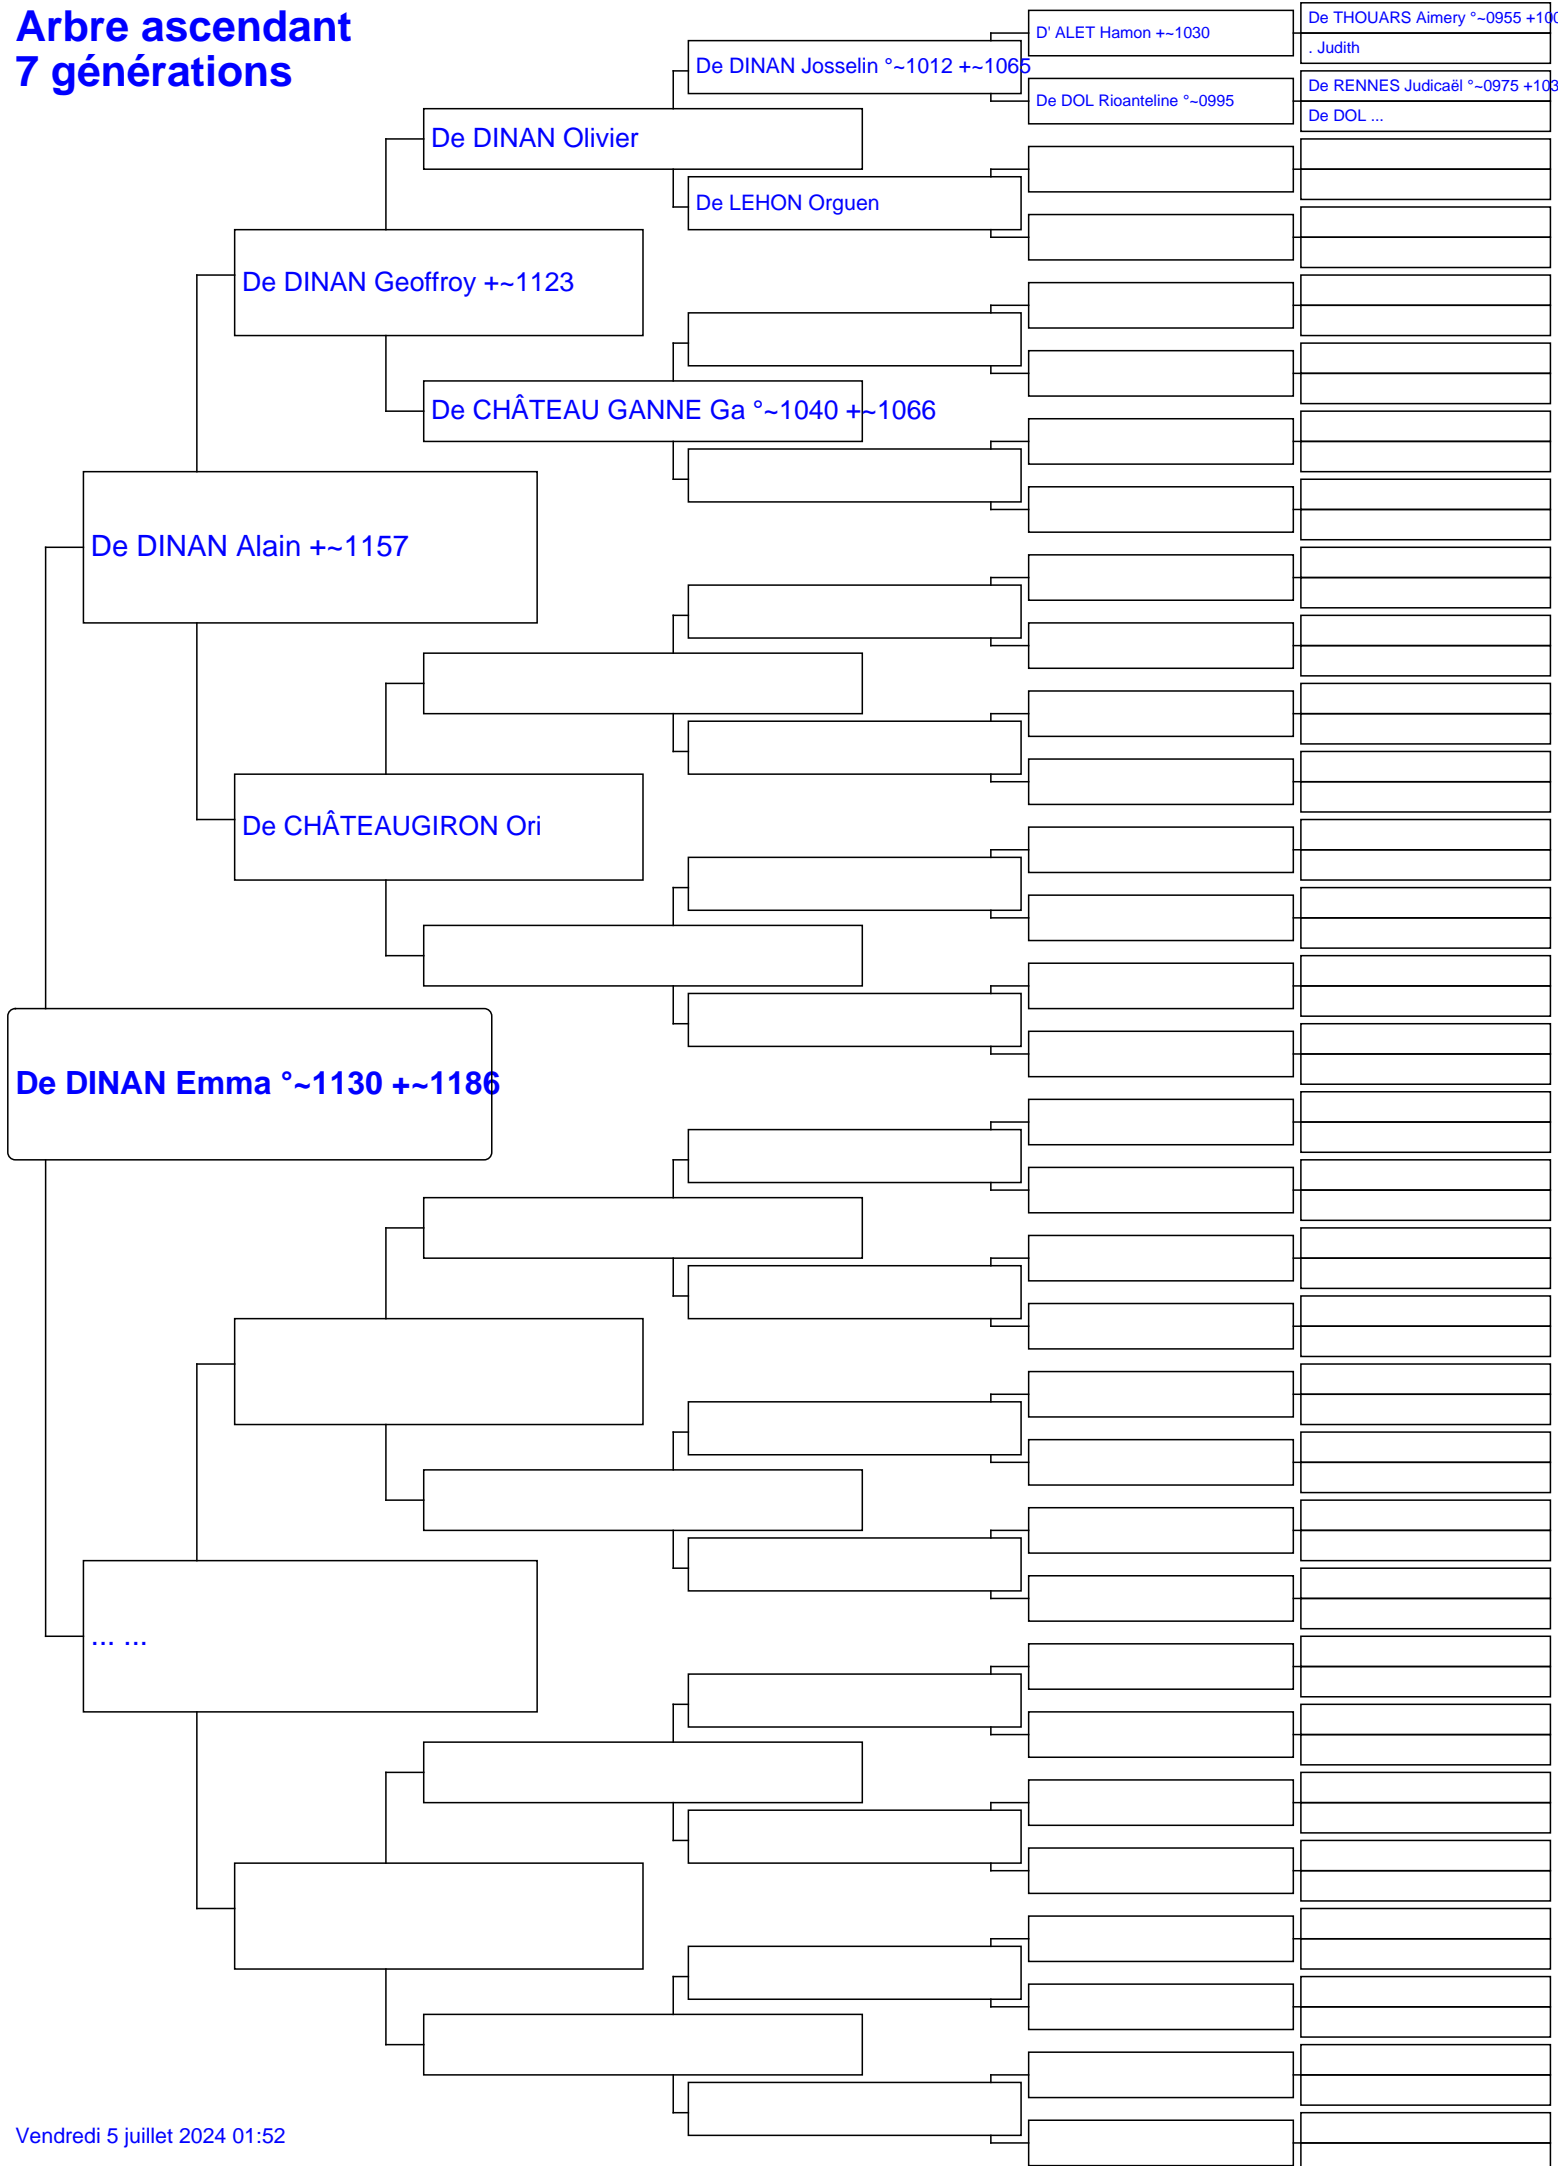 Arbre ascendant
7 générations
De THOUARS Aimery °~0955 +100
D' ALET Hamon +~1030
. Judith
De DINAN Josselin °~1012 +~1065
De RENNES Judicaël °~0975 +103
De DOL Rioanteline °~0995
De DOL ...
De DINAN Olivier
De LEHON Orguen
De DINAN Geoffroy +~1123
De CHÂTEAU GANNE Ga °~1040 +~1066
De DINAN Alain +~1157
De CHÂTEAUGIRON Ori
De DINAN Emma °~1130 +~1186
... ...
Vendredi 5 juillet 2024 01:52